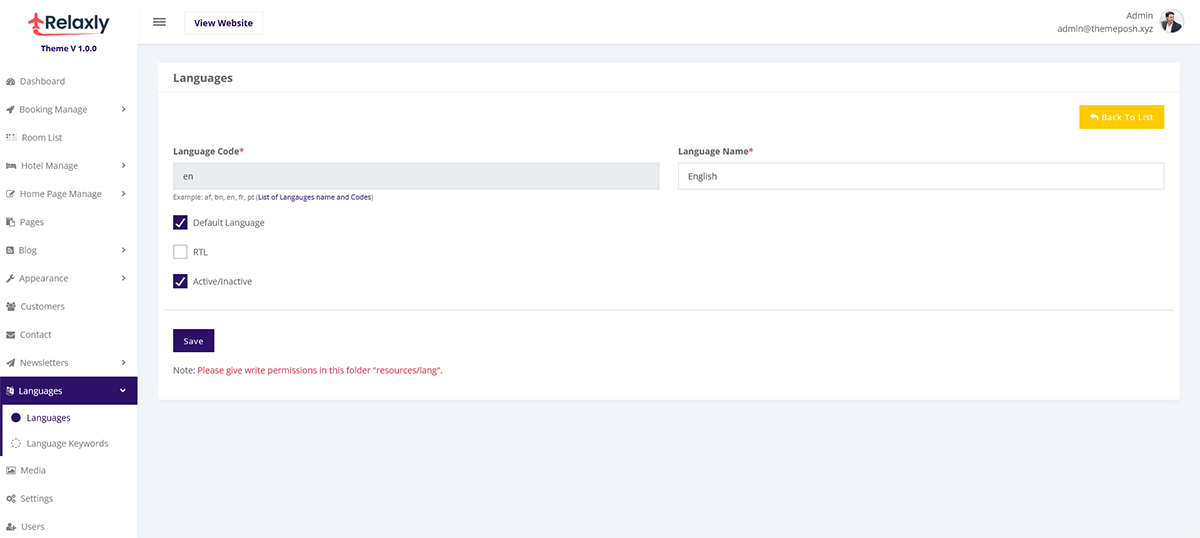 Relaxly
Theme V 1.0.0
Dashboard
Booking Manage
Room List
Hotel Manage
Home Page Manage
Pages
Blog
Appearance
Customers
Contact
Newsletters
Languages
Languages
Language Keywords
Media
Settings
Users
View Website
Admin
admin@themeposh.xyz
Languages
Back To List
Language Code*
en
Example: af, bn, en, fr, pt (List of Langauges name and Codes)
Language Name*
English
Default Language
RTL
Active/Inactive
Save
Note: Please give write permissions in this folder "resources/lang".